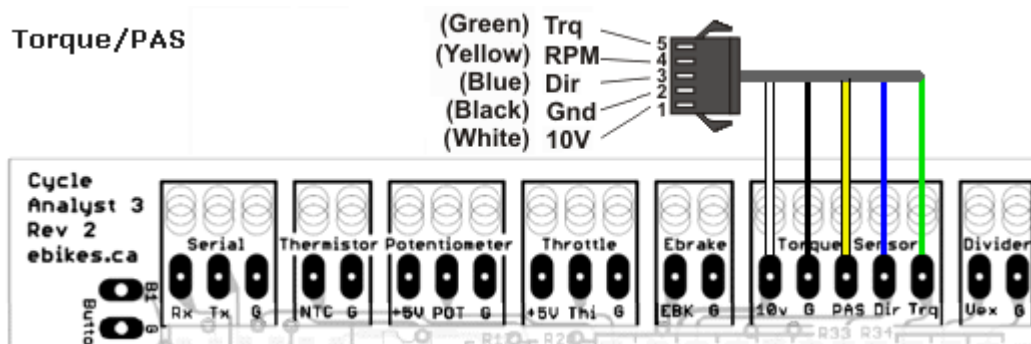 Torque/PAS
(Green) Trq 5
(Yellow) RPM 4
(Blue) Dir 3
(Black) Gnd 2
(White) 10V 1
Cycle
Analyst 3
Rev 2
ebikes.ca
Serial Thermistor Potentiometer Throttle Ebrake Torque Sensor Divider
Rx Tx G NTC G +5V POT G +5V Thi G EBK G 10v G PAS Dir Trq Vex G
B1
G
Butto
R33 R34